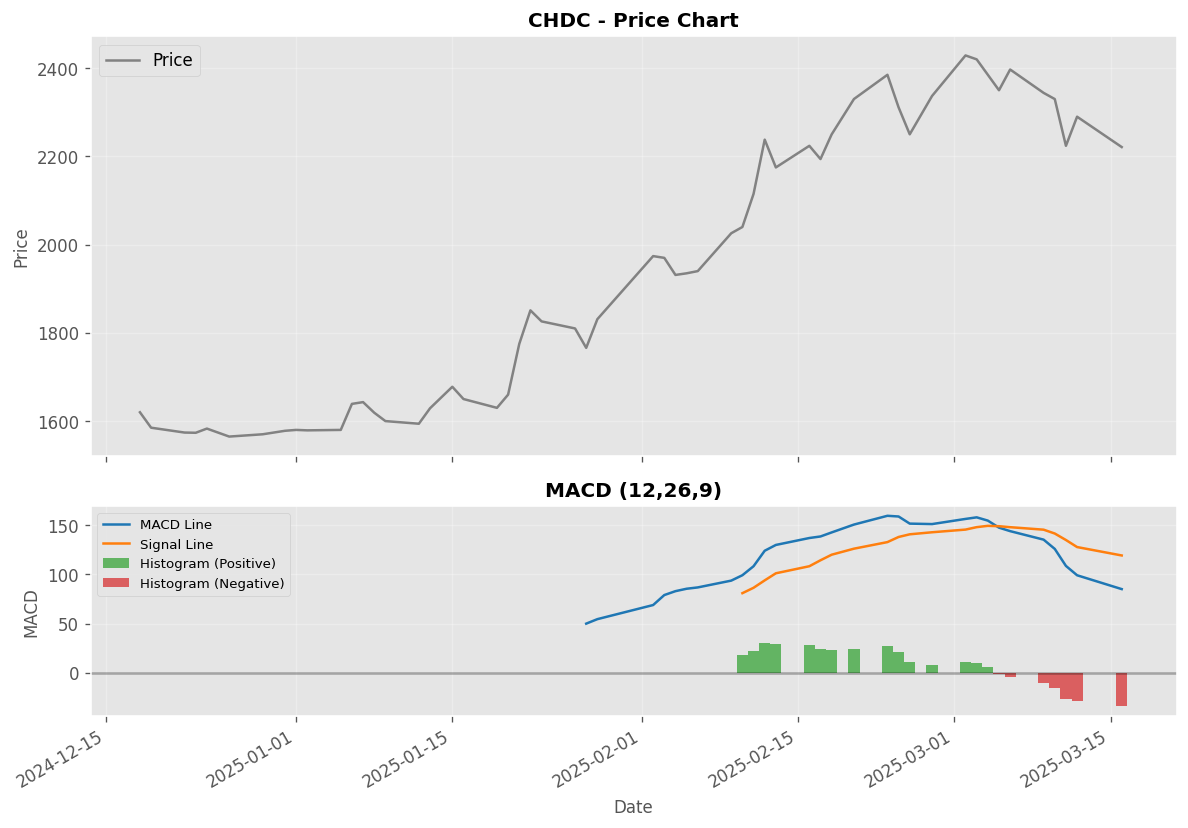 CHDC - Price Chart
Price
2400
2200
2000
1800
1600
Price
MACD (12,26,9)
MACD Line
Signal Line
Histogram (Positive)
Histogram (Negative)
150
100
50
0
MACD
2024-12-15
2025-01-01
2025-01-15
2025-02-01
2025-02-15
2025-03-01
2025-03-15
Date